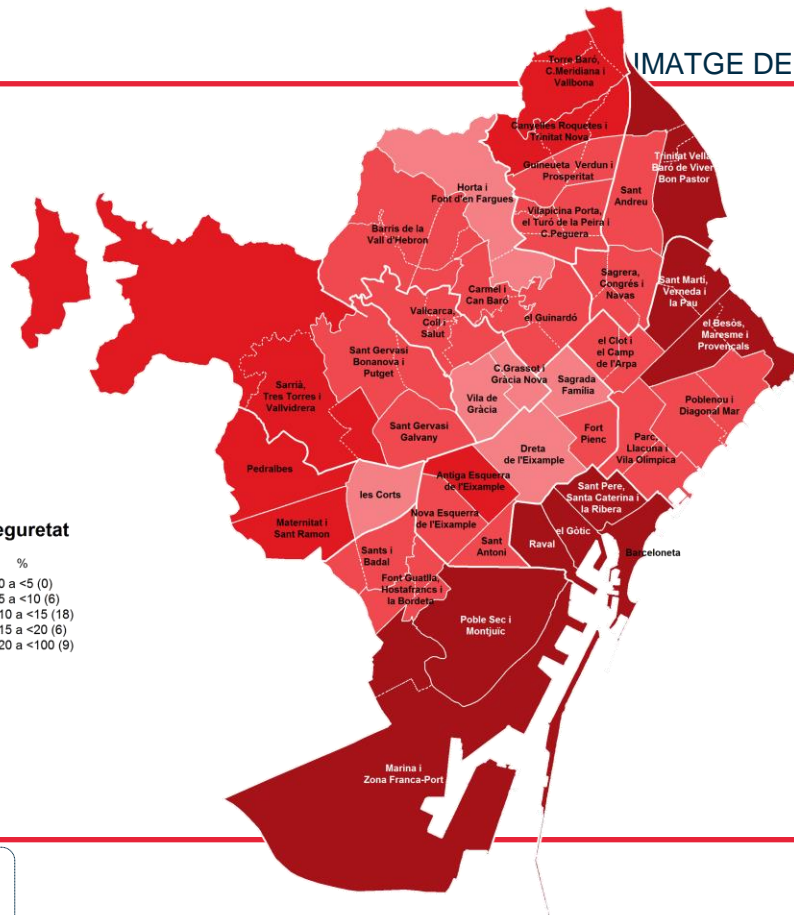 IMATGE DE
Torre Baró,
C.Meridiana i
Vallbona
Canyelles Roquetes i
Trinitat Nova
Trinitat Vella
Baró de Viver
Bon Pastor
Guineueta Verdun i
Prosperitat
Sant
Andreu
Horta i
Font d'en Fargues
Vilapicina Porta,
el Turó de la Peira i
C.Peguera
Barris de la
Vall d'Hebron
Sagrera,
Congrés i
Navas
Sant Martí,
Verneda i
la Pau
Carmel i
Can Baró
Vallcarca,
Coll i
Salut
el Guinardó
el Besòs,
Maresme i
Provençals
el Clot i
el Camp
de l'Arpa
Sant Gervasi
Bonanova i
Putget
C.Grassot i
Gràcia Nova
Sagrada
Família
Sarrià,
Tres Torres i
Vallvidrera
Vila de
Gràcia
Poblenou i
Diagonal Mar
Sant Gervasi
Galvany
Fort
Pienc
Parc,
Llacuna i
Vila Olímpica
Dreta
de l'Eixample
Pedralbes
Antiga Esquerra
de l'Eixample
les Corts
Sant Pere,
Santa Caterina i
la Ribera
Maternitat i
Sant Ramon
Nova Esquerra
de l'Eixample
el Gòtic
Raval
Sant
Antoni
Barceloneta
Sants i
Badal
Font Guatlla,
Hostafrancs i
la Bordeta
Poble Sec i
Montjuïc
Marina i
Zona Franca-Port
eguretat
%
0 a <5 (0)
5 a <10 (6)
10 a <15 (18)
15 a <20 (6)
20 a <100 (9)